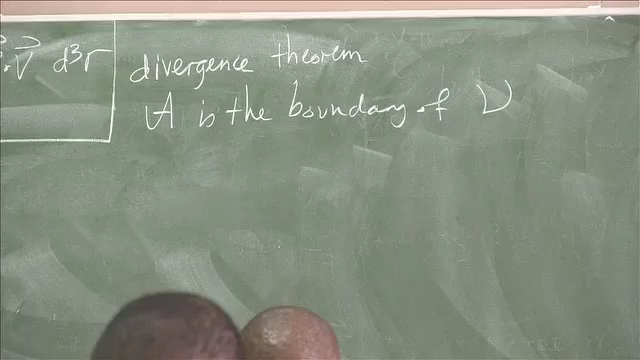 ·V⃗ d³r
divergence theorem
A is the boundary of V